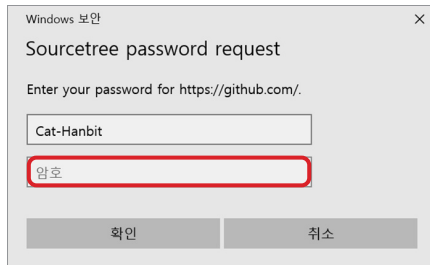 Windows 보안
Sourcetree password request
Enter your password for https://github.com/.
Cat-Hanbit
암호
확인 취소